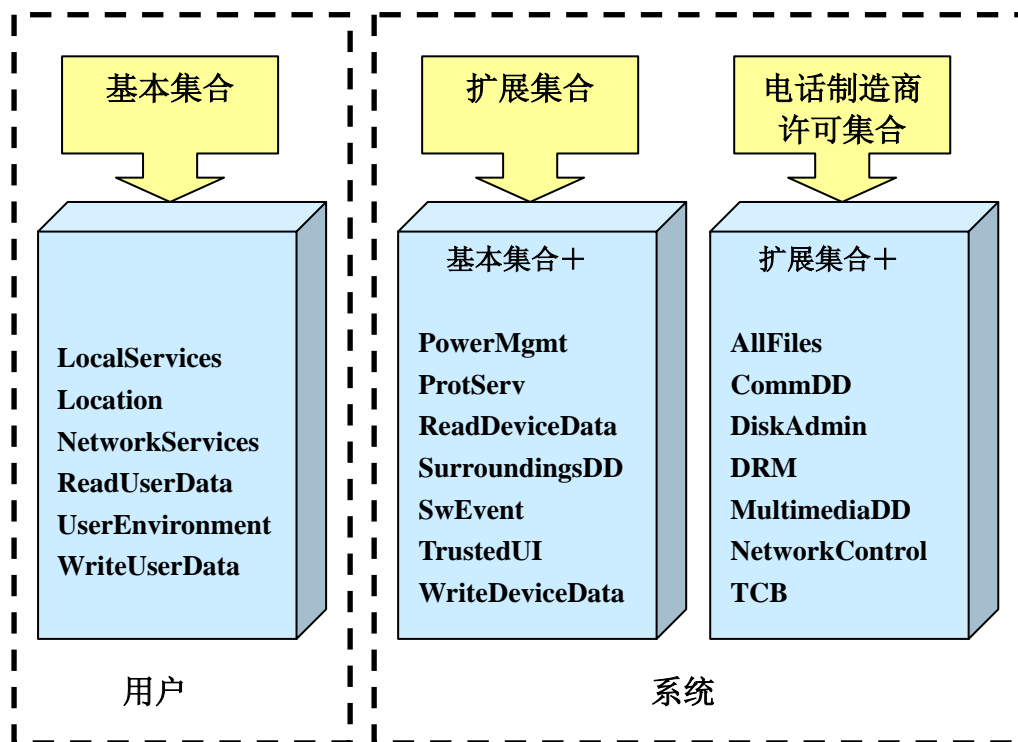 基本集合
LocalServices
Location
NetworkServices
ReadUserData
UserEnvironment
WriteUserData
用户
扩展集合
基本集合＋
PowerMgmt
ProtServ
ReadDeviceData
SurroundingsDD
SwEvent
TrustedUI
WriteDeviceData
电话制造商
许可集合
扩展集合＋
AllFiles
CommDD
DiskAdmin
DRM
MultimediaDD
NetworkControl
TCB
系统